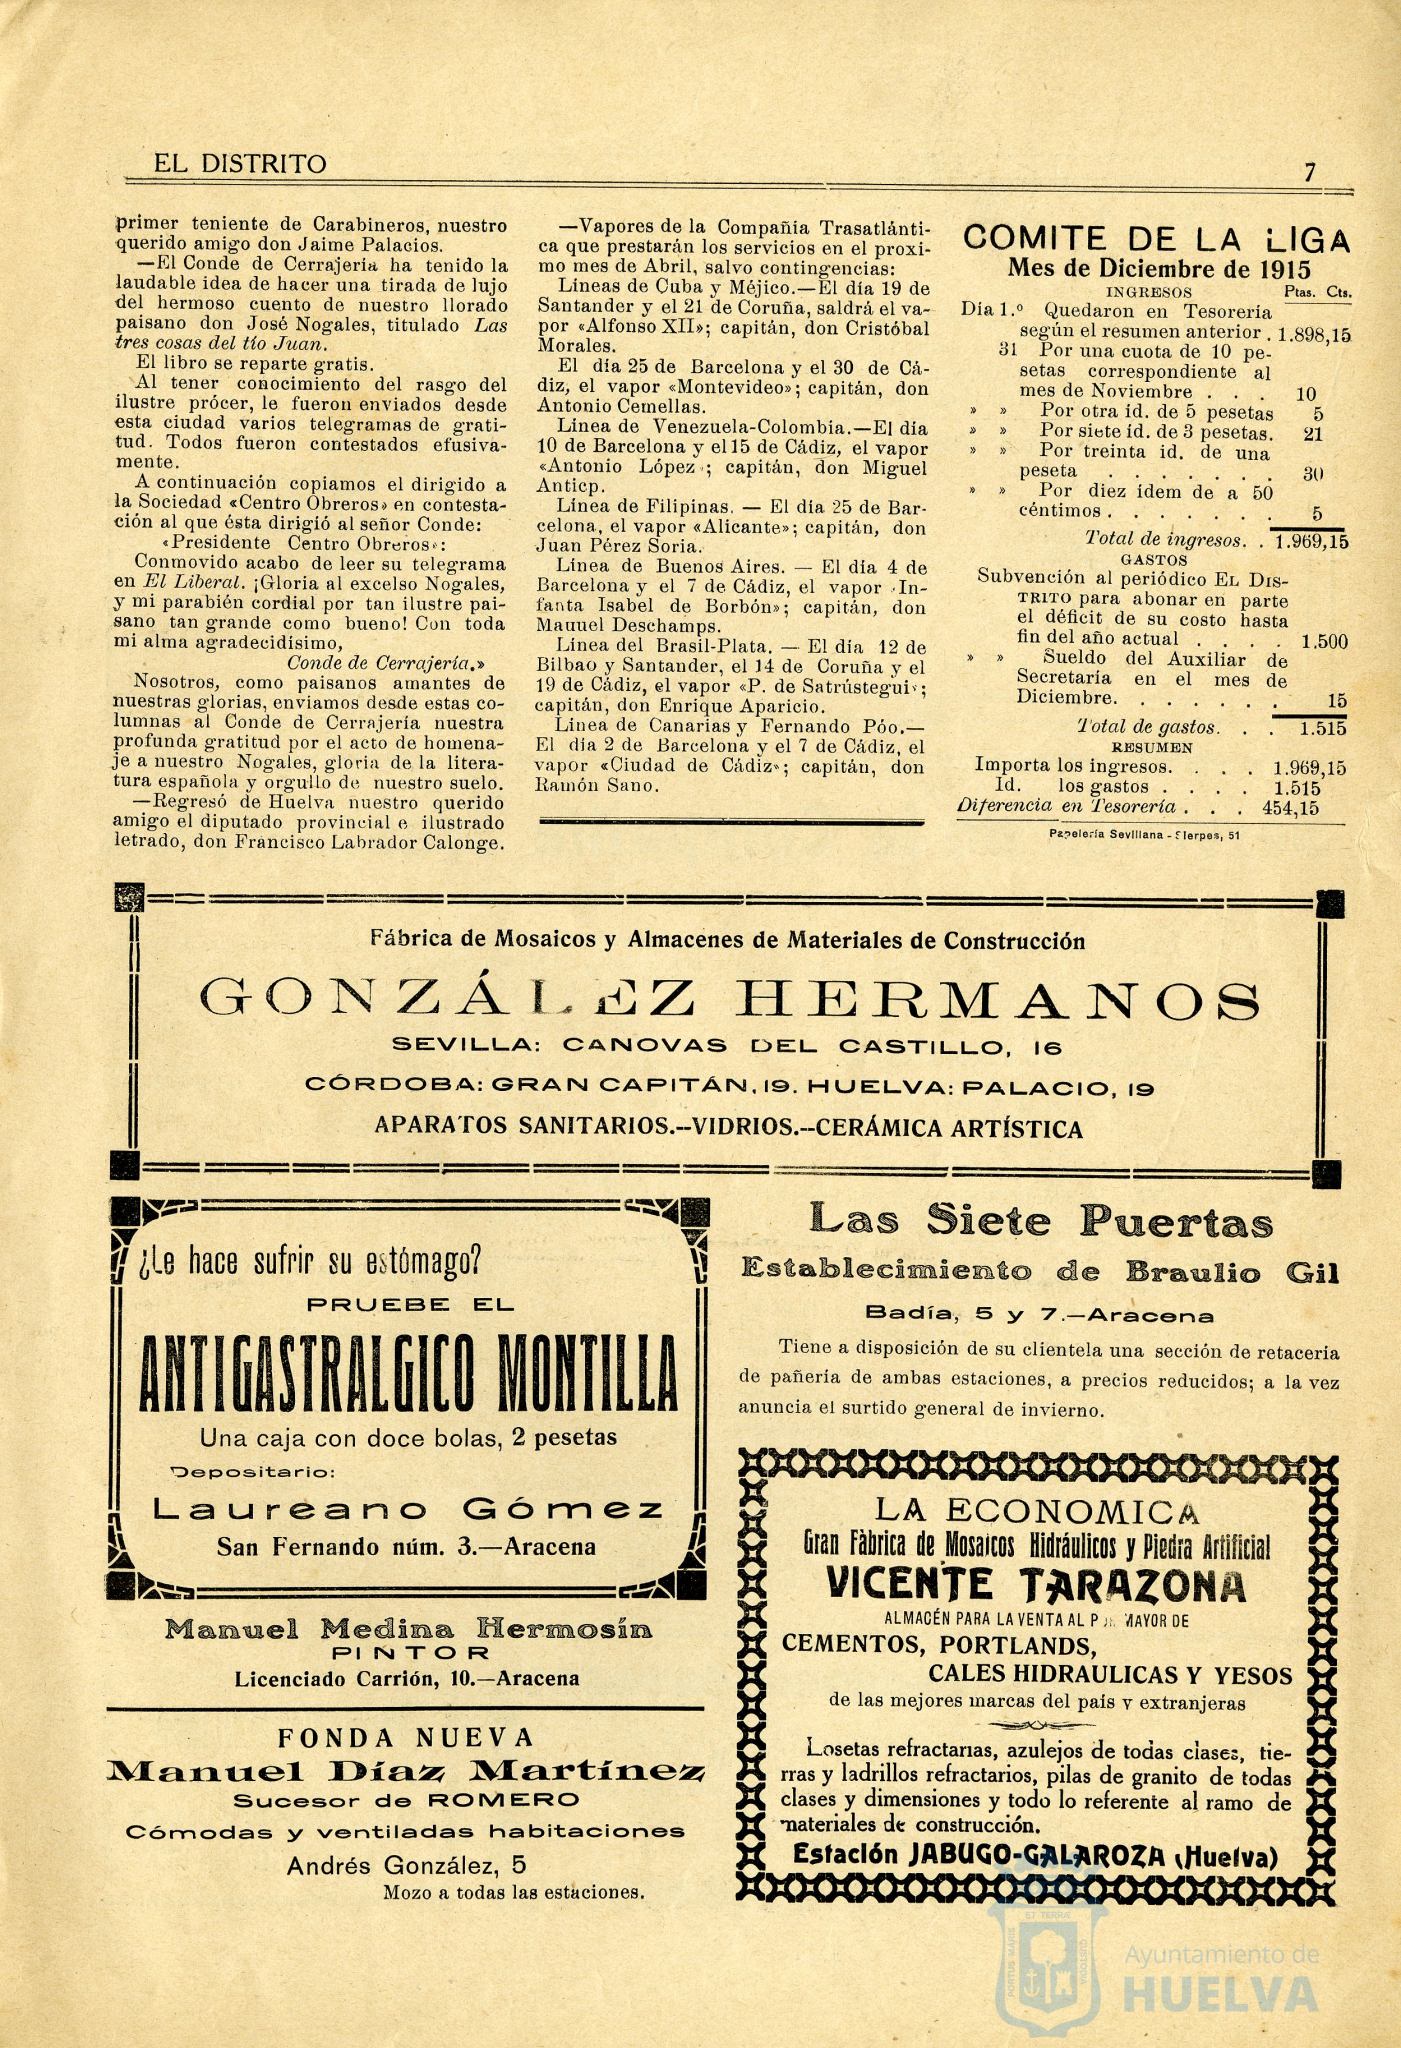 EL DISTRITO
7
primer teniente de Carabineros, nuestro
querido amigo don Jaime Palacios.
—El Conde de Cerrajería ha tenido la
laudable idea de hacer una tirada de lujo
del hermoso cuento de nuestro llorado
paisano don José Nogales, titulado Las
tres cosas del tío Juan.
El libro se reparte gratis.
Al tener conocimiento del rasgo del
ilustre prócer, le fueron enviados desde
esta ciudad varios telegramas de grati-
tud. Todos fueron contestados efusiva-
mente.
A continuación copiamos el dirigido a
la Sociedad «Centro Obreros» en contesta-
ción al que ésta dirigió al señor Conde:
«Presidente Centro Obreros»:
Conmovido acabo de leer su telegrama
en El Liberal. ¡Gloria al excelso Nogales,
y mi parabién cordial por tan ilustre pai-
sano tan grande como bueno! Con toda
mi alma agradecidísimo,
Conde de Cerrajería.»
Nosotros, como paisanos amantes de
nuestras glorias, enviamos desde estas co-
lumnas al Conde de Cerrajería nuestra
profunda gratitud por el acto de homena-
je a nuestro Nogales, gloria de la litera-
tura española y orgullo de nuestro suelo.
—Regresó de Huelva nuestro querido
amigo el diputado provincial e ilustrado
letrado, don Francisco Labrador Calonge.
—Vapores de la Compañía Trasatlánti-
ca que prestarán los servicios en el proxi-
mo mes de Abril, salvo contingencias:
Líneas de Cuba y Méjico.—El día 19 de
Santander y el 21 de Coruña, saldrá el va-
por «Alfonso XII»; capitán, don Cristóbal
Morales.
El día 25 de Barcelona y el 30 de Cá-
diz, el vapor «Montevideo»; capitán, don
Antonio Cemellas.
Línea de Venezuela-Colombia.—El día
10 de Barcelona y el 15 de Cádiz, el vapor
«Antonio López»; capitán, don Miguel
Anticp.
Línea de Filipinas. — El día 25 de Bar-
celona, el vapor «Alicante»; capitán, don
Juan Pérez Soria.
Línea de Buenos Aires. — El día 4 de
Barcelona y el 7 de Cádiz, el vapor «In-
fanta Isabel de Borbón»; capitán, don
Mauuel Deschamps.
Línea del Brasil-Plata. — El día 12 de
Bilbao y Santander, el 14 de Coruña y el
19 de Cádiz, el vapor «P. de Satrústegui»;
capitán, don Enrique Aparicio.
Linea de Canarias y Fernando Póo.—
El día 2 de Barcelona y el 7 de Cádiz, el
vapor «Ciudad de Cádiz»; capitán, don
Ramón Sano.
COMITE DE LA LIGA
Mes de Diciembre de 1915
INGRESOS Ptas. Cts.
Día 1.º Quedaron en Tesorería
según el resumen anterior . 1.898,15
31 Por una cuota de 10 pe-
setas correspondiente al
mes de Noviembre . . . 10
» » Por otra íd. de 5 pesetas 5
» » Por siete id. de 3 pesetas. 21
» » Por treinta id. de una
peseta . . . . . . . 30
» » Por diez idem de a 50
céntimos . . . . . . . 5
Total de ingresos. . 1.969,15
GASTOS
Subvención al periódico EL DIS-
TRITO para abonar en parte
el déficit de su costo hasta
fin del año actual . . . . 1.500
» » Sueldo del Auxiliar de
Secretaría en el mes de
Diciembre. . . . . . . 15
Total de gastos. . . 1.515
RESUMEN
Importa los ingresos. . . . 1.969,15
Id. los gastos . . . . 1.515
Diferencia en Tesorería . . . 454,15
Papelería Sevillana - Sierpes, 51
Fábrica de Mosaicos y Almacenes de Materiales de Construcción
GONZÁLEZ HERMANOS
SEVILLA: CANOVAS DEL CASTILLO, 16
CÓRDOBA: GRAN CAPITÁN, 19. HUELVA: PALACIO, 19
APARATOS SANITARIOS.--VIDRIOS.--CERÁMICA ARTÍSTICA
¿Le hace sufrir su estómago?
PRUEBE EL
ANTIGASTRALGICO MONTILLA
Una caja con doce bolas, 2 pesetas
Depositario:
Laureano Gómez
San Fernando núm. 3.—Aracena
Manuel Medina Hermosín
PINTOR
Licenciado Carrión, 10.—Aracena
FONDA NUEVA
Manuel Díaz Martínez
Sucesor de ROMERO
Cómodas y ventiladas habitaciones
Andrés González, 5
Mozo a todas las estaciones.
Las Siete Puertas
Establecimiento de Braulio Gil
Badía, 5 y 7.—Aracena
Tiene a disposición de su clientela una sección de retaceria
de pañería de ambas estaciones, a precios reducidos; a la vez
anuncia el surtido general de invierno.
LA ECONOMICA
Gran Fàbrica de Mosaicos Hidráulicos y Piedra Artificial
VICENTE TARAZONA
ALMACÉN PARA LA VENTA AL POR MAYOR DE
CEMENTOS, PORTLANDS,
CALES HIDRAULICAS Y YESOS
de las mejores marcas del país y extranjeras
Losetas refractarias, azulejos de todas clases, tie-
rras y ladrillos refractarios, pilas de granito de todas
clases y dimensiones y todo lo referente al ramo de
materiales de construcción.
Estación JABUGO-GALAROZA (Huelva)
PORTUS MARIS
ET TERRÆ
CUSTODIA
Ayuntamiento de
HUELVA